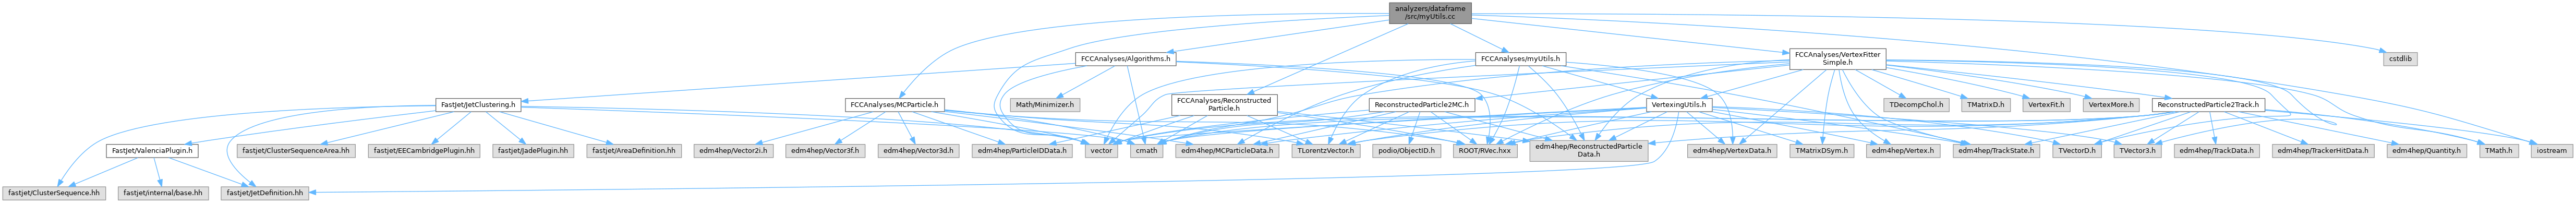 analyzers/dataframe
/src/myUtils.cc
FCCAnalyses/Algorithms.h
FCCAnalyses/myUtils.h
FCCAnalyses/VertexFitter
Simple.h
cstdlib
FastJet/JetClustering.h
FCCAnalyses/MCParticle.h
Math/Minimizer.h
FCCAnalyses/Reconstructed
Particle.h
ReconstructedParticle2MC.h
VertexingUtils.h
TDecompChol.h
TMatrixD.h
VertexFit.h
VertexMore.h
ReconstructedParticle2Track.h
FastJet/ValenciaPlugin.h
fastjet/ClusterSequenceArea.hh
fastjet/EECambridgePlugin.hh
fastjet/JadePlugin.hh
fastjet/AreaDefinition.hh
edm4hep/Vector2i.h
edm4hep/Vector3f.h
edm4hep/Vector3d.h
edm4hep/ParticleIDData.h
vector
cmath
edm4hep/MCParticleData.h
TLorentzVector.h
podio/ObjectID.h
ROOT/RVec.hxx
edm4hep/ReconstructedParticle
Data.h
edm4hep/VertexData.h
TMatrixDSym.h
edm4hep/Vertex.h
edm4hep/TrackState.h
TVectorD.h
TVector3.h
edm4hep/TrackData.h
edm4hep/TrackerHitData.h
edm4hep/Quantity.h
TMath.h
iostream
fastjet/ClusterSequence.hh
fastjet/internal/base.hh
fastjet/JetDefinition.hh